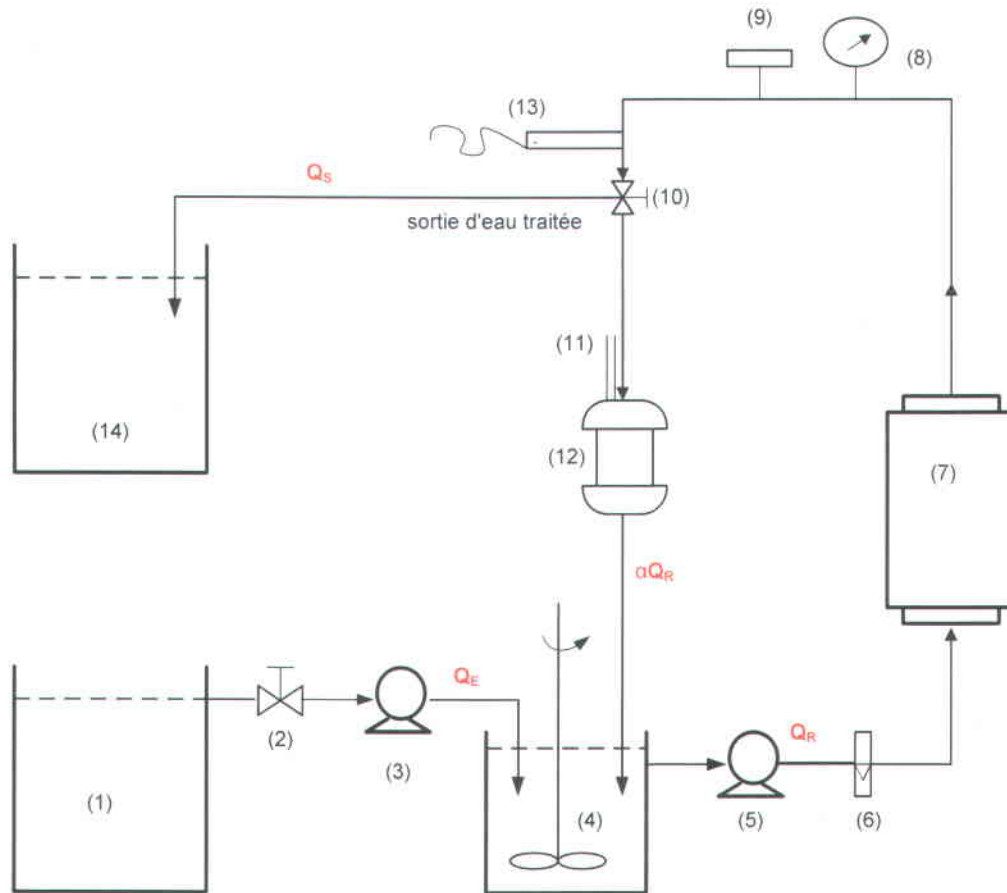 (9)
(8)
(13)
QS
(10)
sortie d'eau traitée
(11)
(14)
(12)
(7)
αQR
QE
(2)
QR
(3)
(1)
(4)
(5)
(6)